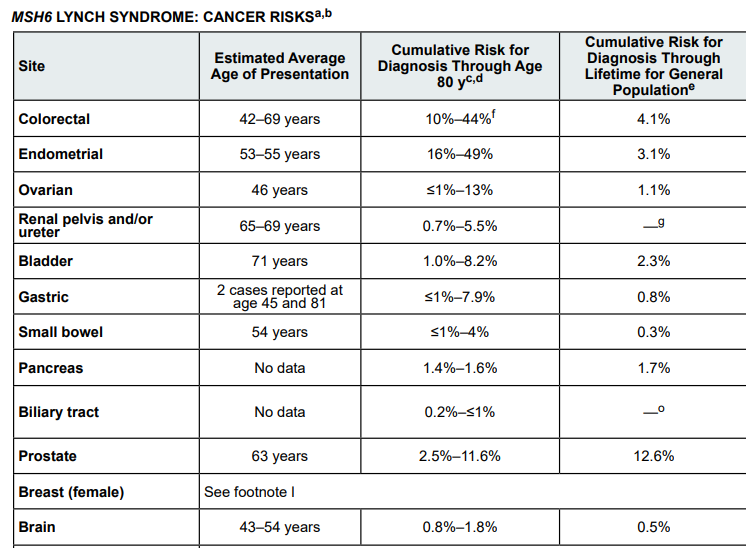 MSH6 LYNCH SYNDROME: CANCER RISKSa,b
Site
Estimated Average
Age of Presentation
Cumulative Risk for
Diagnosis Through Age
80 yc,d
Cumulative Risk for
Diagnosis Through
Lifetime for General
Populatione
Colorectal
42–69 years
10%–44%f
4.1%
Endometrial
53–55 years
16%–49%
3.1%
Ovarian
46 years
≤1%–13%
1.1%
Renal pelvis and/or
ureter
65–69 years
0.7%–5.5%
—g
Bladder
71 years
1.0%–8.2%
2.3%
Gastric
2 cases reported at
age 45 and 81
≤1%–7.9%
0.8%
Small bowel
54 years
≤1%–4%
0.3%
Pancreas
No data
1.4%–1.6%
1.7%
Biliary tract
No data
0.2%–≤1%
—o
Prostate
63 years
2.5%–11.6%
12.6%
Breast (female)
See footnote l
Brain
43–54 years
0.8%–1.8%
0.5%